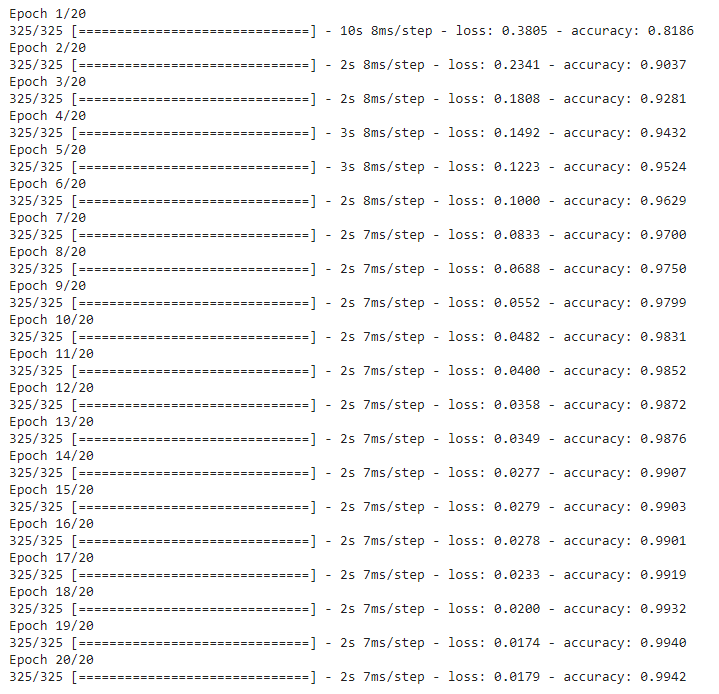 Epoch 1/20
325/325 [==============================] - 10s 8ms/step - loss: 0.3805 - accuracy: 0.8186
Epoch 2/20
325/325 [==============================] - 2s 8ms/step - loss: 0.2341 - accuracy: 0.9037
Epoch 3/20
325/325 [==============================] - 2s 8ms/step - loss: 0.1808 - accuracy: 0.9281
Epoch 4/20
325/325 [==============================] - 3s 8ms/step - loss: 0.1492 - accuracy: 0.9432
Epoch 5/20
325/325 [==============================] - 3s 8ms/step - loss: 0.1223 - accuracy: 0.9524
Epoch 6/20
325/325 [==============================] - 2s 8ms/step - loss: 0.1000 - accuracy: 0.9629
Epoch 7/20
325/325 [==============================] - 2s 7ms/step - loss: 0.0833 - accuracy: 0.9700
Epoch 8/20
325/325 [==============================] - 2s 7ms/step - loss: 0.0688 - accuracy: 0.9750
Epoch 9/20
325/325 [==============================] - 2s 7ms/step - loss: 0.0552 - accuracy: 0.9799
Epoch 10/20
325/325 [==============================] - 2s 7ms/step - loss: 0.0482 - accuracy: 0.9831
Epoch 11/20
325/325 [==============================] - 2s 7ms/step - loss: 0.0400 - accuracy: 0.9852
Epoch 12/20
325/325 [==============================] - 2s 7ms/step - loss: 0.0358 - accuracy: 0.9872
Epoch 13/20
325/325 [==============================] - 2s 7ms/step - loss: 0.0349 - accuracy: 0.9876
Epoch 14/20
325/325 [==============================] - 2s 7ms/step - loss: 0.0277 - accuracy: 0.9907
Epoch 15/20
325/325 [==============================] - 2s 7ms/step - loss: 0.0279 - accuracy: 0.9903
Epoch 16/20
325/325 [==============================] - 2s 7ms/step - loss: 0.0278 - accuracy: 0.9901
Epoch 17/20
325/325 [==============================] - 2s 7ms/step - loss: 0.0233 - accuracy: 0.9919
Epoch 18/20
325/325 [==============================] - 2s 7ms/step - loss: 0.0200 - accuracy: 0.9932
Epoch 19/20
325/325 [==============================] - 2s 7ms/step - loss: 0.0174 - accuracy: 0.9940
Epoch 20/20
325/325 [==============================] - 2s 7ms/step - loss: 0.0179 - accuracy: 0.9942